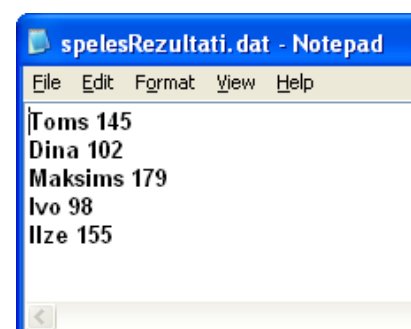 spelesRezultati.dat - Notepad
File Edit Format View Help
Toms 145
Dina 102
Maksims 179
Ivo 98
Ilze 155